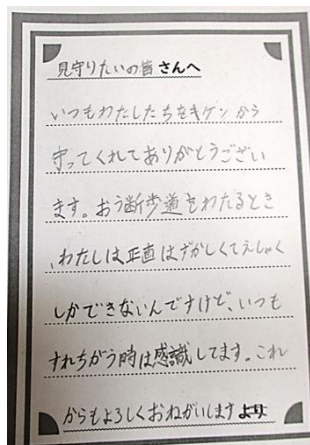 見守りたいの皆さんへ
いつもわたしたちをキケンから
守ってくれてありがとうござい
ます。おう断歩道をわたるとき
、わたしは正直はずかしくてえしゃく
しかできないんですけど、いつも
すれちがう時は感識してます。これ
からもよろしくおねがいします より